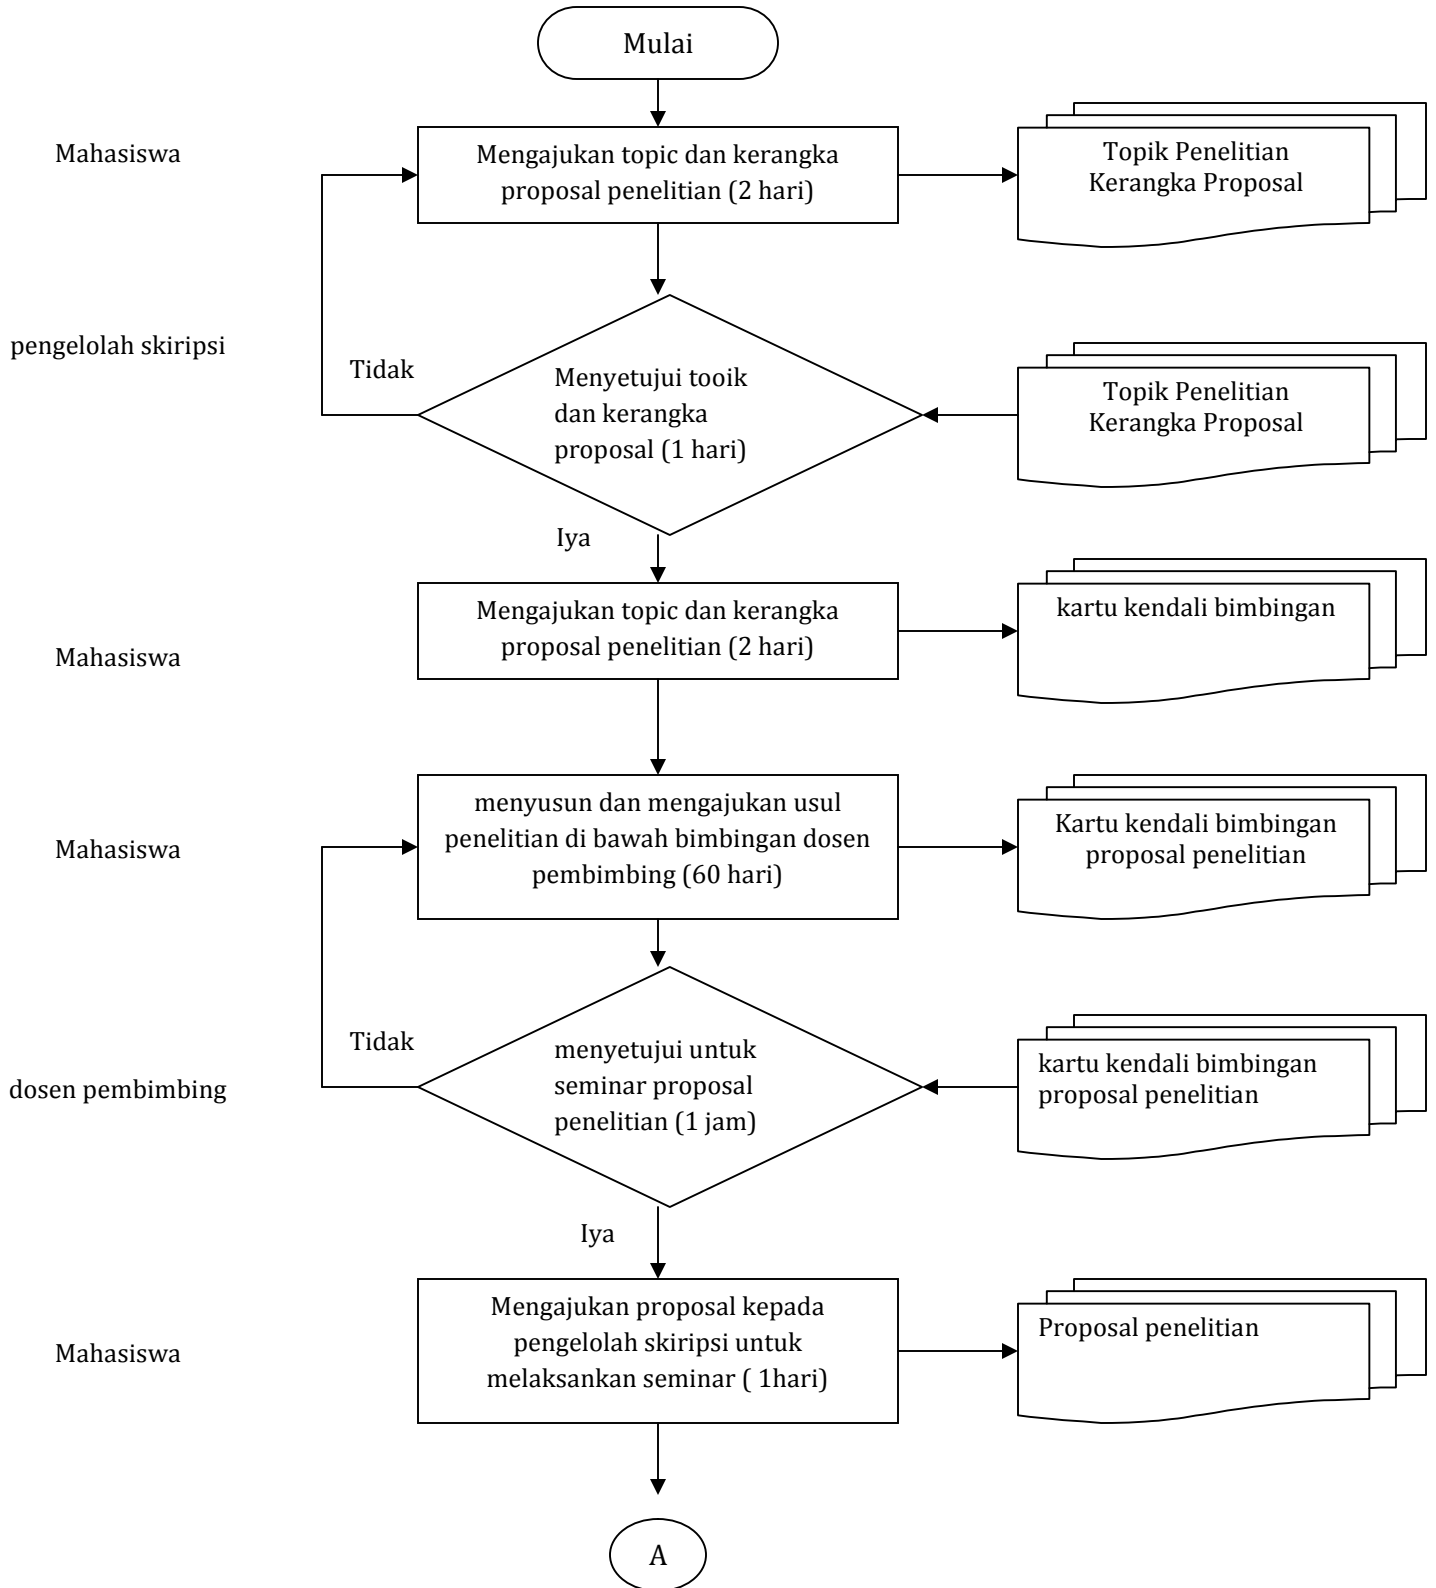 Mulai
Mahasiswa
Mengajukan topic dan kerangka
proposal penelitian (2 hari)
Topik Penelitian
Kerangka Proposal
pengelolah skiripsi
Tidak
Menyetujui tooik
dan kerangka
proposal (1 hari)
Topik Penelitian
Kerangka Proposal
Iya
Mahasiswa
Mengajukan topic dan kerangka
proposal penelitian (2 hari)
kartu kendali bimbingan
Mahasiswa
menyusun dan mengajukan usul
penelitian di bawah bimbingan dosen
pembimbing (60 hari)
Kartu kendali bimbingan
proposal penelitian
dosen pembimbing
Tidak
menyetujui untuk
seminar proposal
penelitian (1 jam)
kartu kendali bimbingan
proposal penelitian
Iya
Mahasiswa
Mengajukan proposal kepada
pengelolah skiripsi untuk
melaksankan seminar ( 1hari)
Proposal penelitian
A